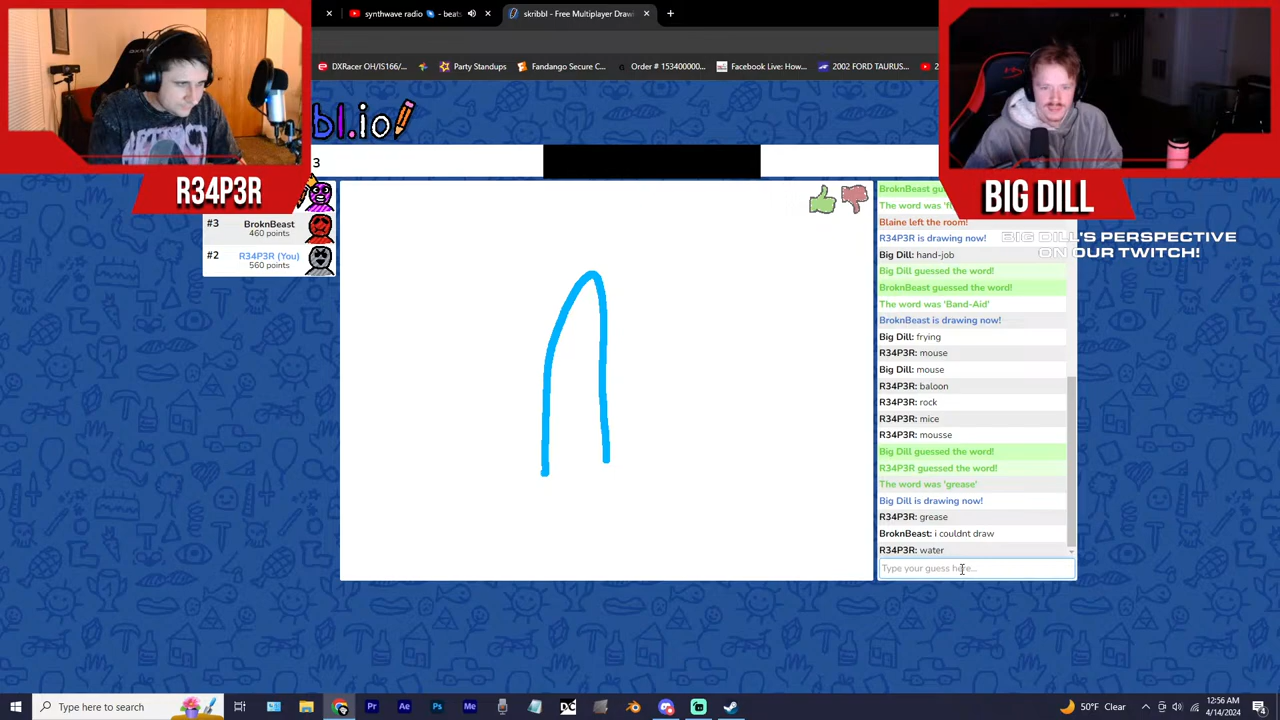 synthwave radio - beats
skribbl - Free Multiplayer Drawi
DXRacer OH/IS166/...
Party Standups
Fandango Secure C...
Order # 153400000...
Facebook Live: How...
2002 FORD TAURUS...
bl.io
3
R34P3R
BIG DILL
BIG DILL'S PERSPECTIVE
ON OUR TWITCH!
#3
BroknBeast
460 points
#2
R34P3R (You)
560 points
BroknBeast gu
The word was 'f
Blaine left the room!
R34P3R is drawing now!
Big Dill: hand-job
Big Dill guessed the word!
BroknBeast guessed the word!
The word was 'Band-Aid'
BroknBeast is drawing now!
Big Dill: frying
R34P3R: mouse
Big Dill: mouse
R34P3R: baloon
R34P3R: rock
R34P3R: mice
R34P3R: mousse
Big Dill guessed the word!
R34P3R guessed the word!
The word was 'grease'
Big Dill is drawing now!
R34P3R: grease
BroknBeast: i couldnt draw
R34P3R: water
Type your guess here...
Type here to search
50°F Clear
12:56 AM
4/14/2024